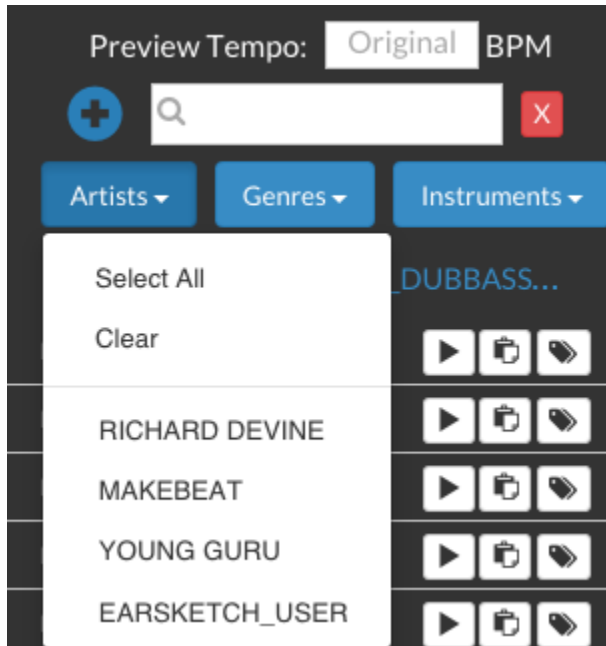 Preview Tempo: Original BPM
X
Artists Genres Instruments
Select All
_DUBBASS...
Clear
RICHARD DEVINE
MAKEBEAT
YOUNG GURU
EARSKETCH_USER